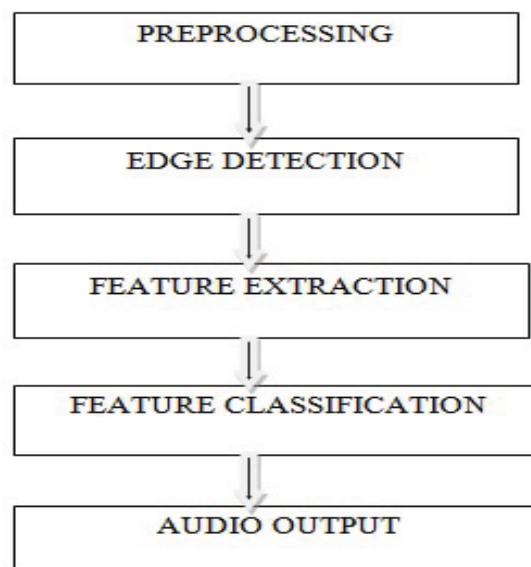 PREPROCESSING
EDGE DETECTION
FEATURE EXTRACTION
FEATURE CLASSIFICATION
AUDIO OUTPUT